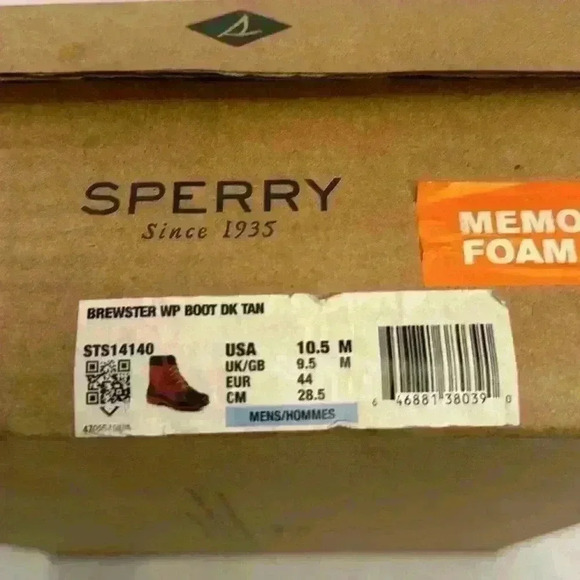 S
SPERRY
Since 1935
MEMO
FOAM
BREWSTER WP BOOT DK TAN
STS14140
USA 10.5 M
UK/GB 9.5 M
EUR 44
CM 28.5
MENS/HOMMES
6 46881 38039 0